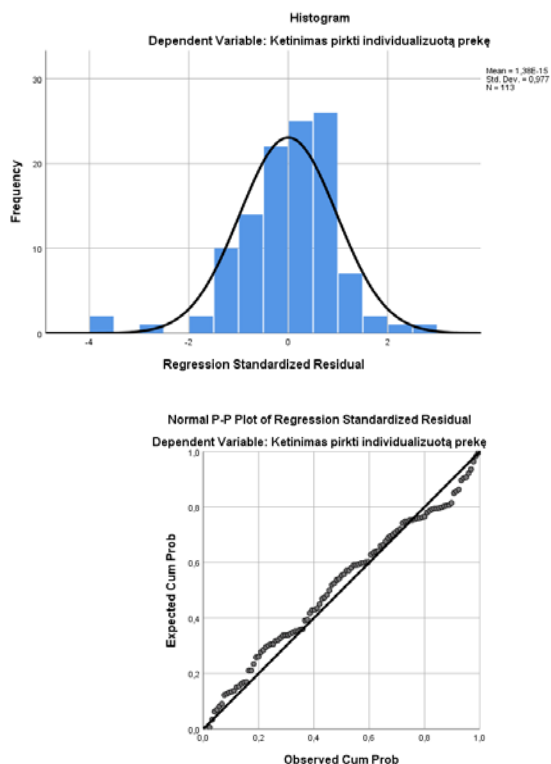 Histogram
Dependent Variable: Ketinimas pirkti individualizuotą prekę
Mean = 1,38E-15
Std. Dev. = 0,977
N = 113
30
20
10
0
Frequency
-4
-2
0
2
Regression Standardized Residual
Normal P-P Plot of Regression Standardized Residual
Dependent Variable: Ketinimas pirkti individualizuotą prekę
1,0
0,8
0,6
0,4
0,2
0,0
Expected Cum Prob
0,0
0,2
0,4
0,6
0,8
1,0
Observed Cum Prob